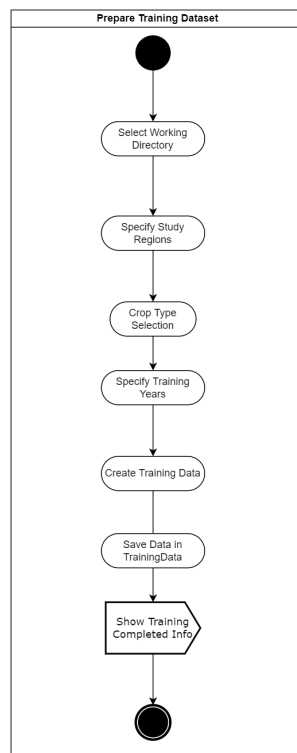 Prepare Training Dataset
Select Working
Directory
Specify Study
Regions
Crop Type
Selection
Specify Training
Years
Create Training Data
Save Data in
TrainingData
Show Training
Completed Info